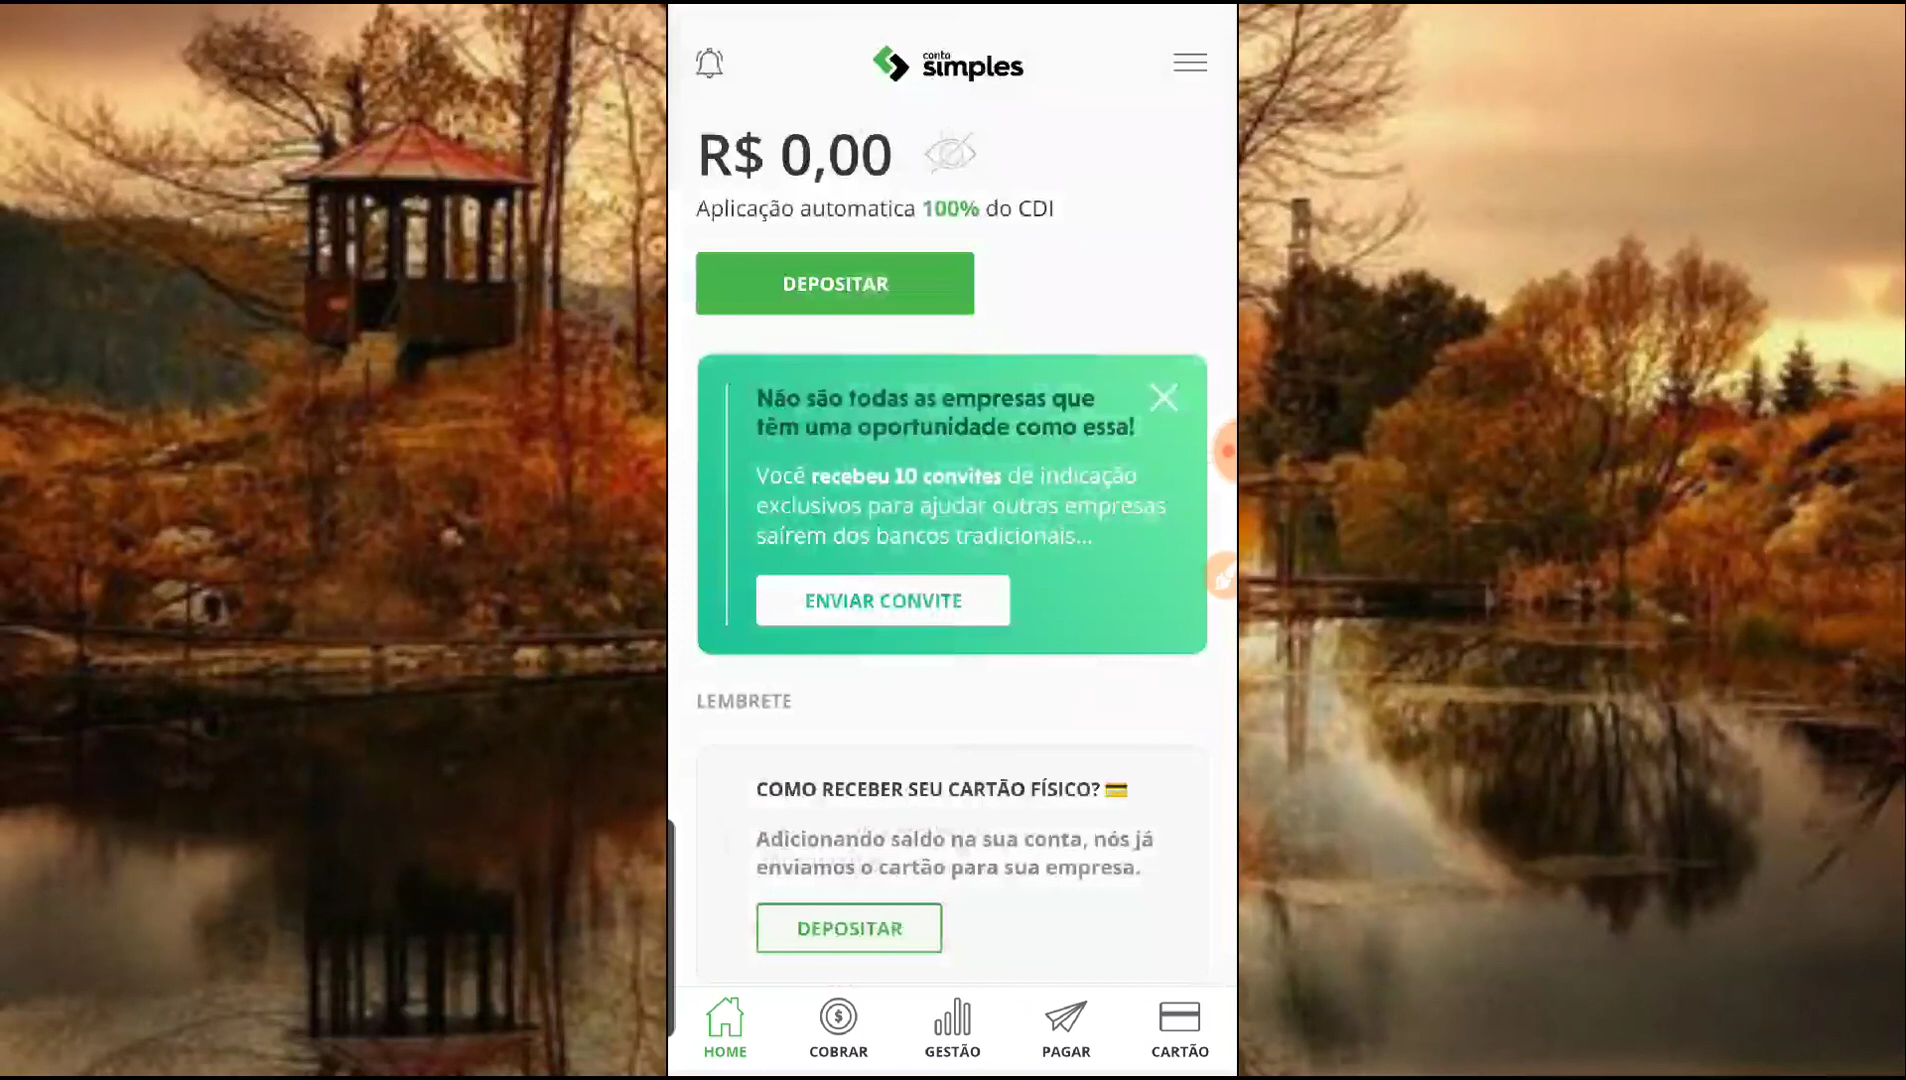 conta
simples
R$ 0,00
Aplicação automatica 100% do CDI
DEPOSITAR
Não são todas as empresas que
têm uma oportunidade como essa!
Você recebeu 10 convites de indicação
exclusivos para ajudar outras empresas
saírem dos bancos tradicionais...
ENVIAR CONVITE
LEMBRETE
COMO RECEBER SEU CARTÃO FÍSICO?
Adicionando saldo na sua conta, nós já
enviamos o cartão para sua empresa.
DEPOSITAR
HOME COBRAR GESTÃO PAGAR CARTÃO